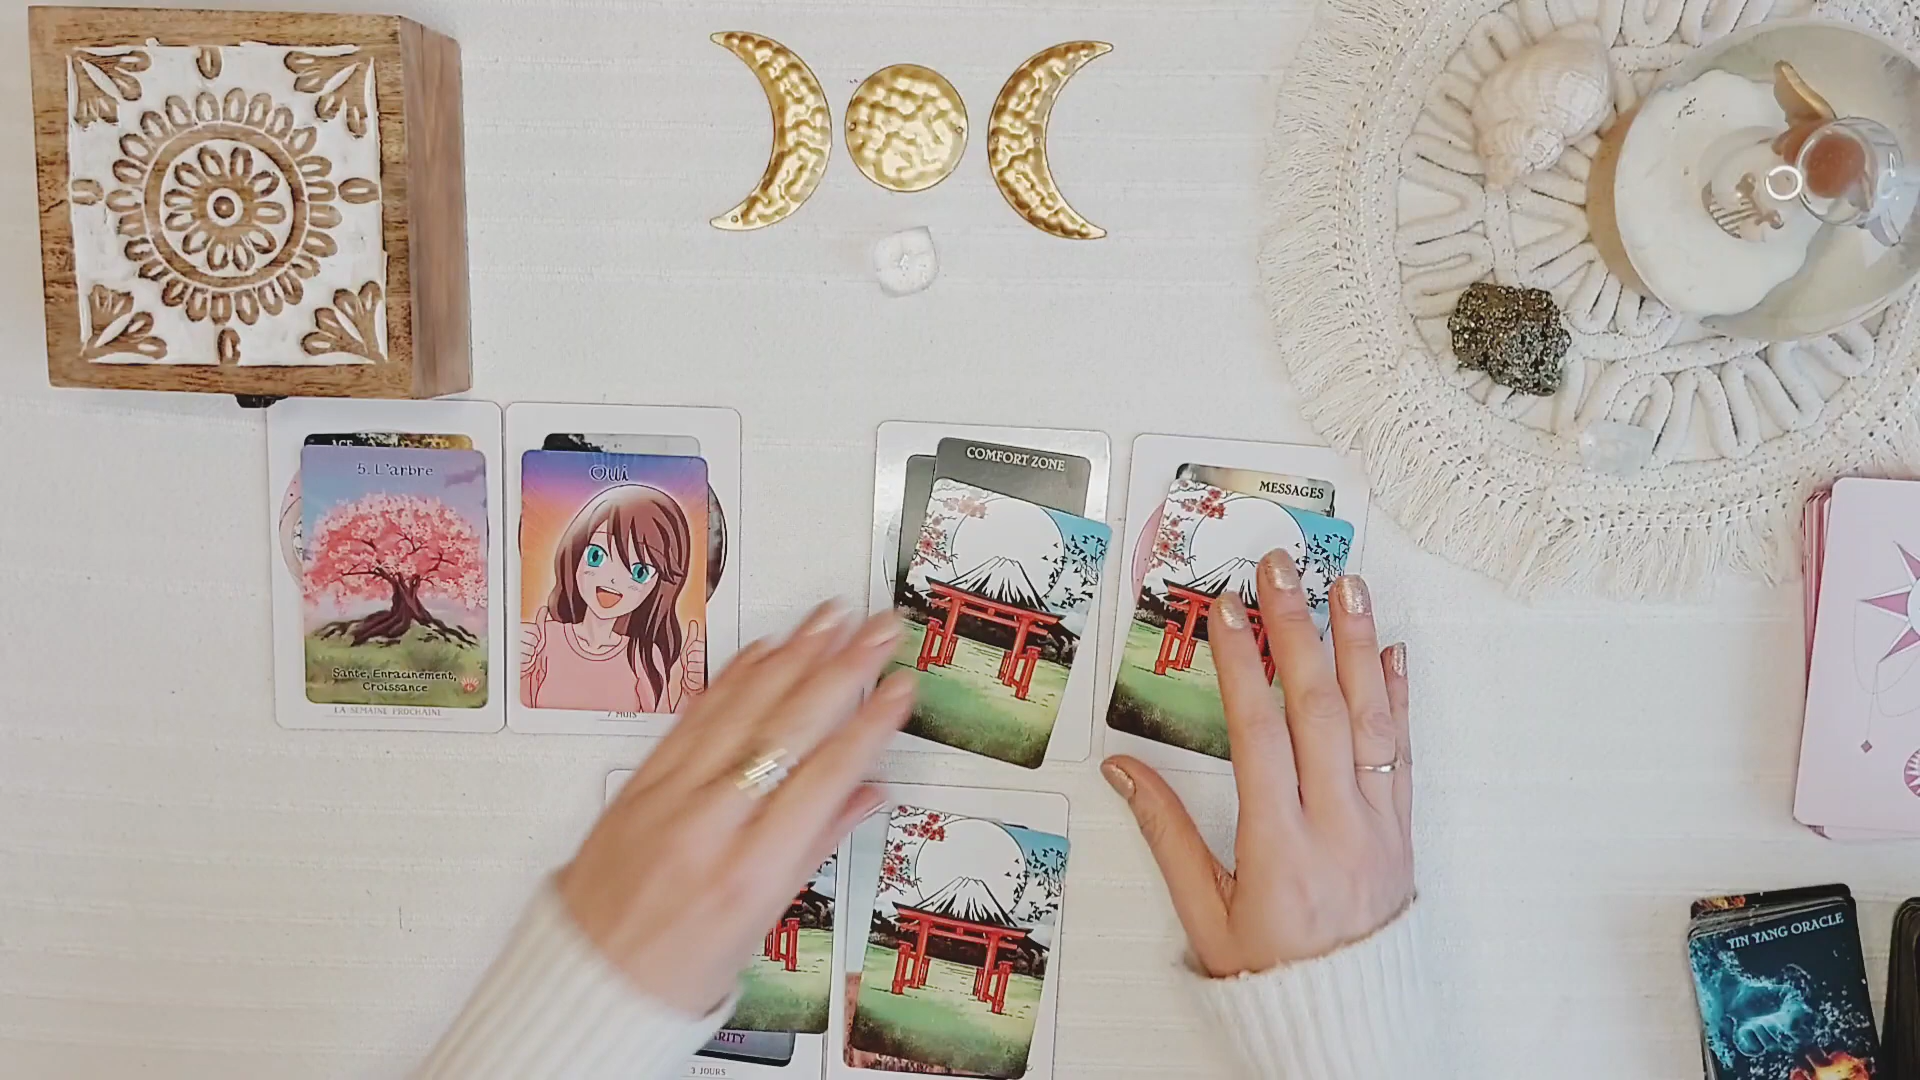 AGE
5. L'arbre
Santé, Enracinement,
Croissance
LA SEMAINE PROCHAINE
Oui
7 MOIS
COMFORT ZONE
MESSAGES
3 JOURS
YIN YANG ORACLE